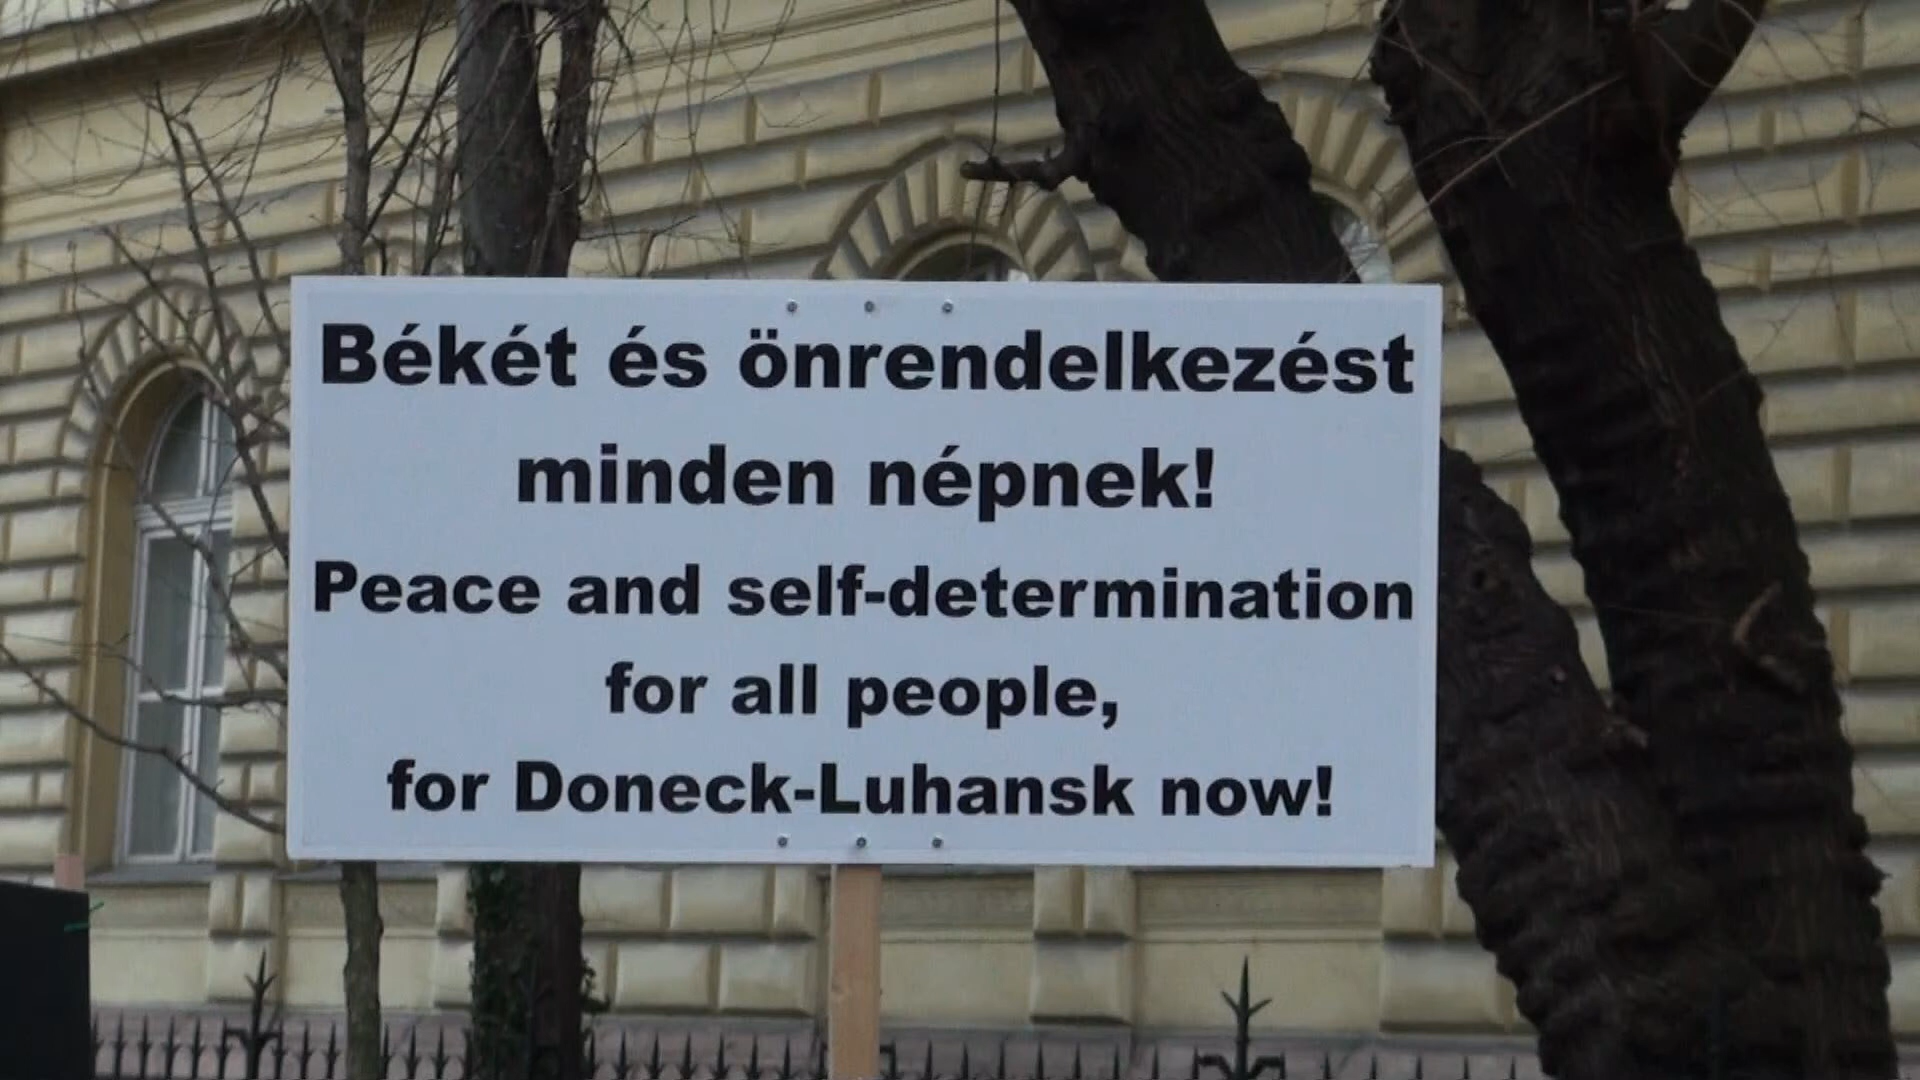 Békét és önrendelkezést
minden népnek!
Peace and self-determination
for all people,
for Doneck-Luhansk now!